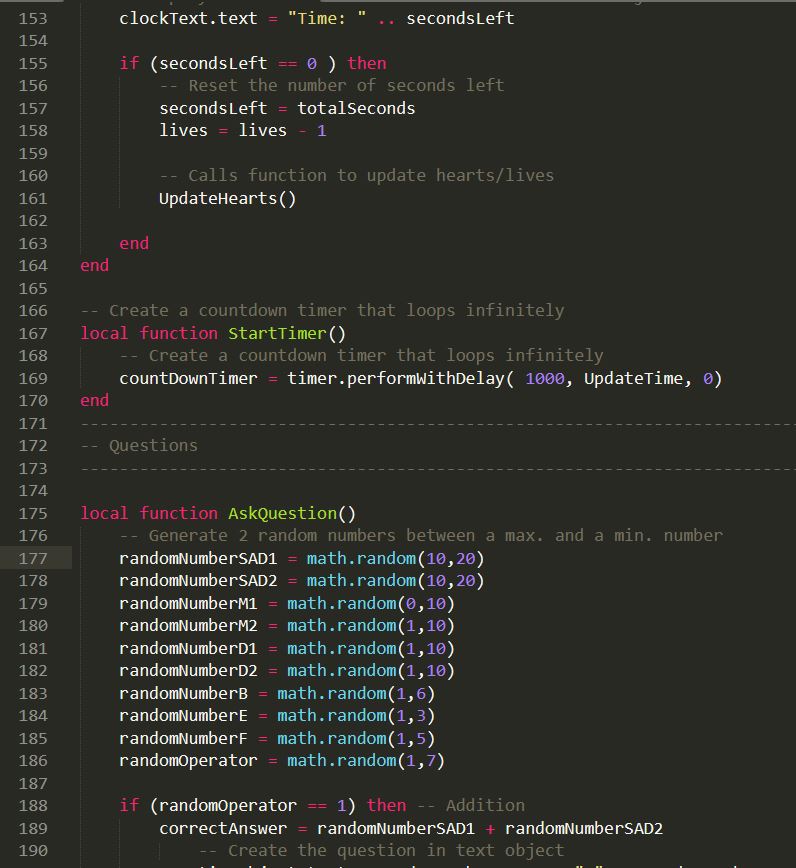 153 clockText.text = "Time: " .. secondsLeft
154
155 if (secondsLeft == 0 ) then
156 -- Reset the number of seconds left
157 secondsLeft = totalSeconds
158 lives = lives - 1
159
160 -- Calls function to update hearts/lives
161 UpdateHearts()
162
163 end
164 end
165
166 -- Create a countdown timer that loops infinitely
167 local function StartTimer()
168 -- Create a countdown timer that loops infinitely
169 countDownTimer = timer.performWithDelay( 1000, UpdateTime, 0)
170 end
171 ------------------------------------------------------------------------
172 -- Questions
173 ------------------------------------------------------------------------
174
175 local function AskQuestion()
176 -- Generate 2 random numbers between a max. and a min. number
177 randomNumberSAD1 = math.random(10,20)
178 randomNumberSAD2 = math.random(10,20)
179 randomNumberM1 = math.random(0,10)
180 randomNumberM2 = math.random(1,10)
181 randomNumberD1 = math.random(1,10)
182 randomNumberD2 = math.random(1,10)
183 randomNumberB = math.random(1,6)
184 randomNumberE = math.random(1,3)
185 randomNumberF = math.random(1,5)
186 randomOperator = math.random(1,7)
187
188 if (randomOperator == 1) then -- Addition
189 correctAnswer = randomNumberSAD1 + randomNumberSAD2
190 -- Create the question in text object